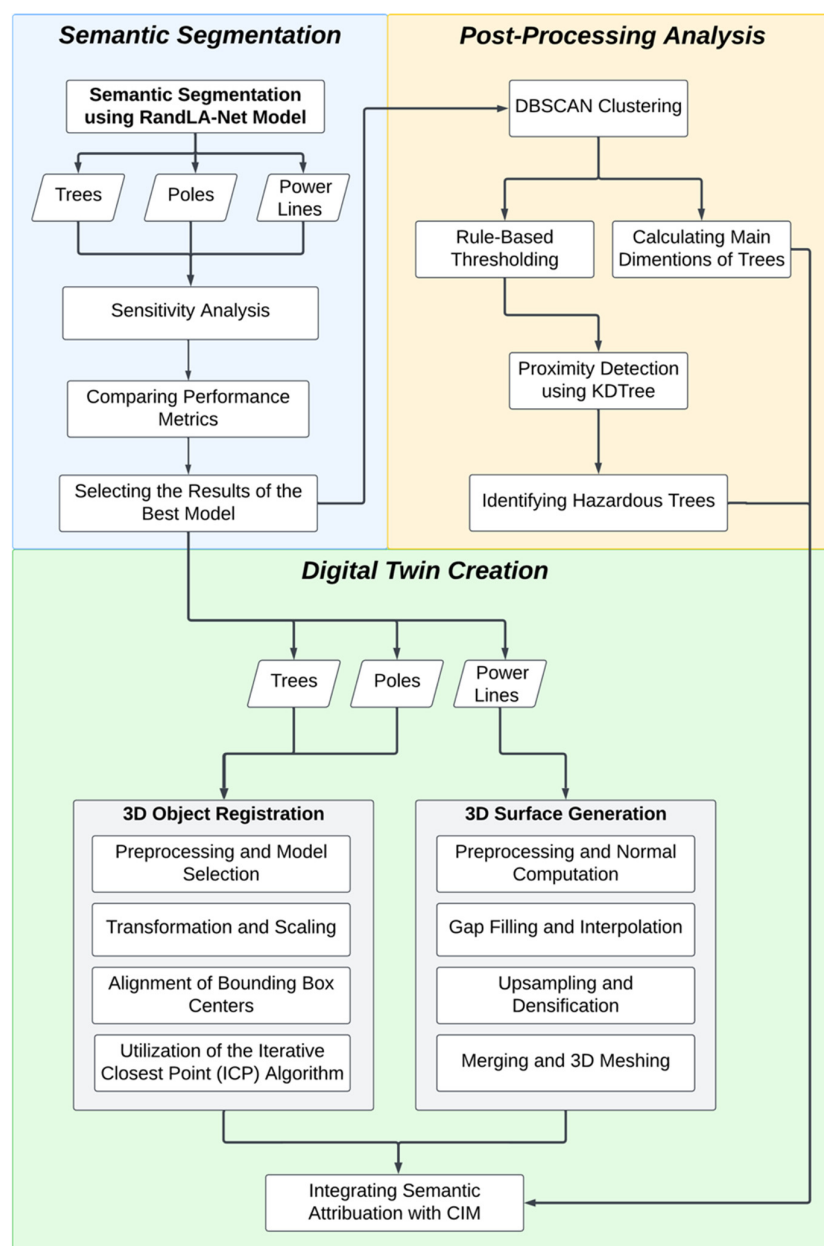 Semantic Segmentation
Semantic Segmentation
using RandLA-Net Model
Trees
Poles
Power
Lines
Sensitivity Analysis
Comparing Performance
Metrics
Selecting the Results of the
Best Model
Post-Processing Analysis
DBSCAN Clustering
Rule-Based
Thresholding
Calculating Main
Dimentions of Trees
Proximity Detection
using KDTree
Identifying Hazardous Trees
Digital Twin Creation
Trees
Poles
Power
Lines
3D Object Registration
Preprocessing and Model
Selection
Transformation and Scaling
Alignment of Bounding Box
Centers
Utilization of the Iterative
Closest Point (ICP) Algorithm
3D Surface Generation
Preprocessing and Normal
Computation
Gap Filling and Interpolation
Upsampling and
Densification
Merging and 3D Meshing
Integrating Semantic
Attribuation with CIM